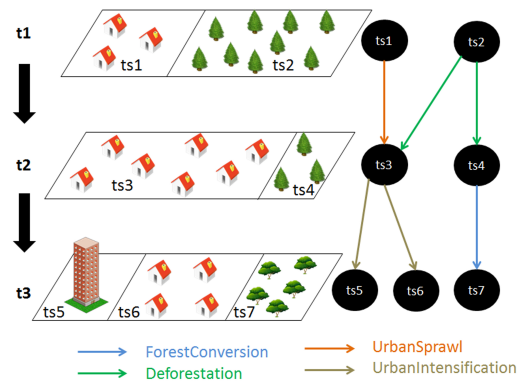 t1
ts1
ts2
ts1
ts2
t2
ts3
ts4
ts3
ts4
t3
ts5
ts6
ts7
ts5
ts6
ts7
ForestConversion
UrbanSprawl
Deforestation
UrbanIntensification